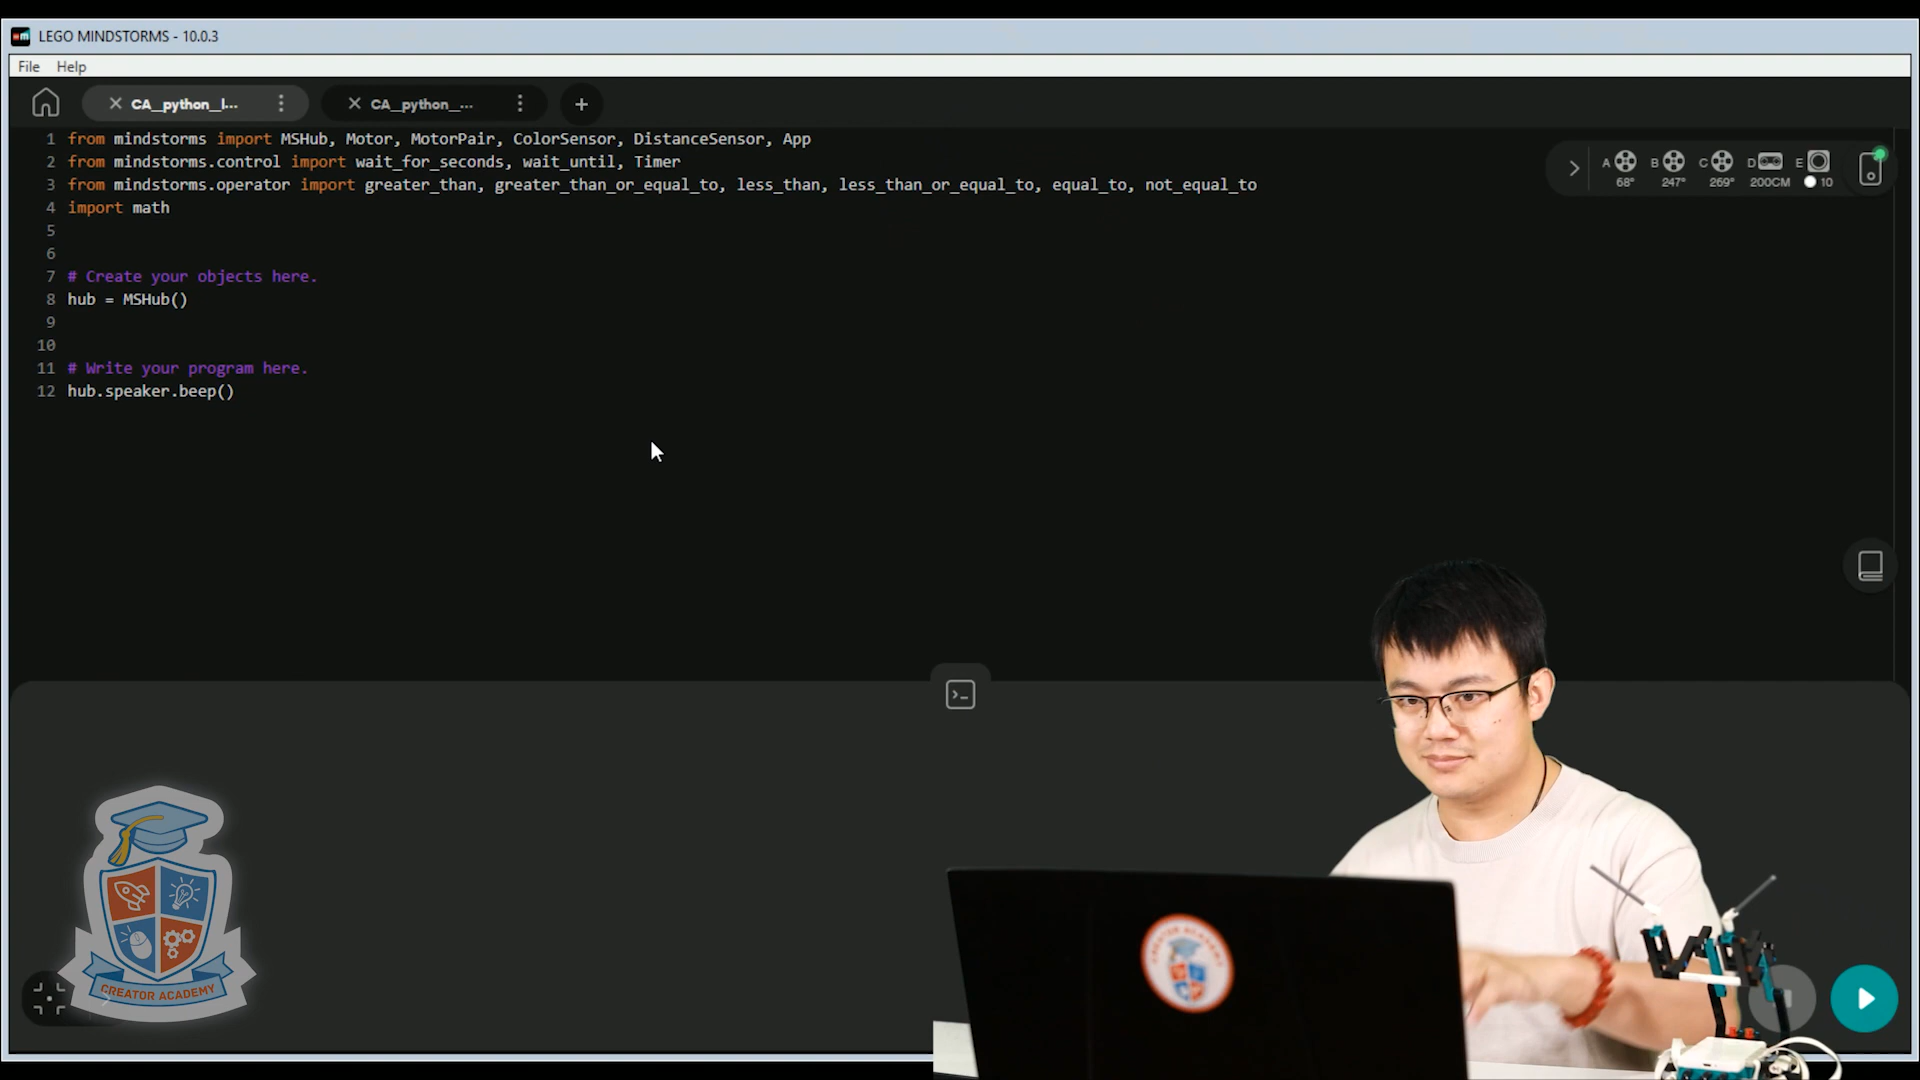 LEGO MINDSTORMS - 10.0.3
File Help
CA_python_l... CA_python_...
1 from mindstorms import MSHub, Motor, MotorPair, ColorSensor, DistanceSensor, App
2 from mindstorms.control import wait_for_seconds, wait_until, Timer
3 from mindstorms.operator import greater_than, greater_than_or_equal_to, less_than, less_than_or_equal_to, equal_to, not_equal_to
4 import math
5
6
7 # Create your objects here.
8 hub = MSHub()
9
10
11 # Write your program here.
12 hub.speaker.beep()
A B C D E
68° 247° 269° 200CM 10
CREATOR ACADEMY
CREATOR ACADEMY